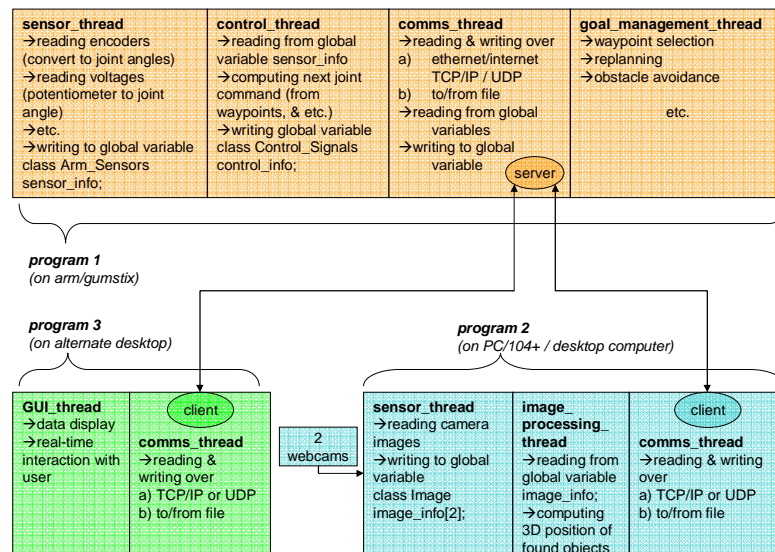 sensor_thread
→reading encoders
(convert to joint angles)
→reading voltages
(potentiometer to joint
angle)
→etc.
→writing to global variable
class Arm_Sensors
sensor_info;
control_thread
→reading from global
variable sensor_info
→computing next joint
command (from
waypoints, & etc.)
→writing global variable
class Control_Signals
control_info;
comms_thread
→reading & writing over
a) ethernet/internet
TCP/IP / UDP
b) to/from file
→reading from global
variables
→writing to global
variable
server
goal_management_thread
→waypoint selection
→replanning
→obstacle avoidance
etc.
program 1
(on arm/gumstix)
program 3
(on alternate desktop)
program 2
(on PC/104+ / desktop computer)
GUI_thread
→data display
→real-time
interaction with
user
client
comms_thread
→reading &
writing over
a) TCP/IP or UDP
b) to/from file
2
webcams
sensor_thread
→reading camera
images
→writing to global
variable
class Image
image_info[2];
image_
processing_
thread
→reading from
global variable
image_info;
→computing
3D position of
found objects
client
comms_thread
→reading & writing
over
a) TCP/IP or UDP
b) to/from file